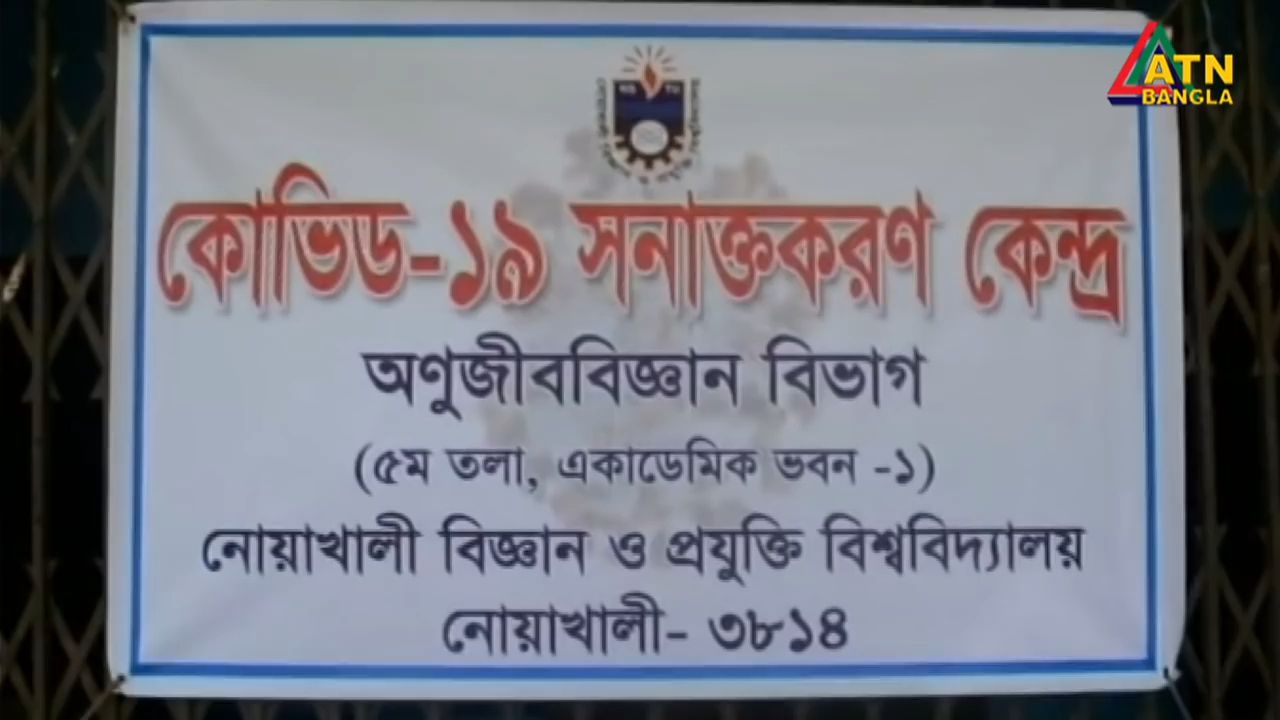 ATN
BANGLA
কোভিড-১৯ সনাক্তকরণ কেন্দ্র
অণুজীববিজ্ঞান বিভাগ
(৫ম তলা, একাডেমিক ভবন -১)
নোয়াখালী বিজ্ঞান ও প্রযুক্তি বিশ্ববিদ্যালয়
নোয়াখালী- ৩৮১৪